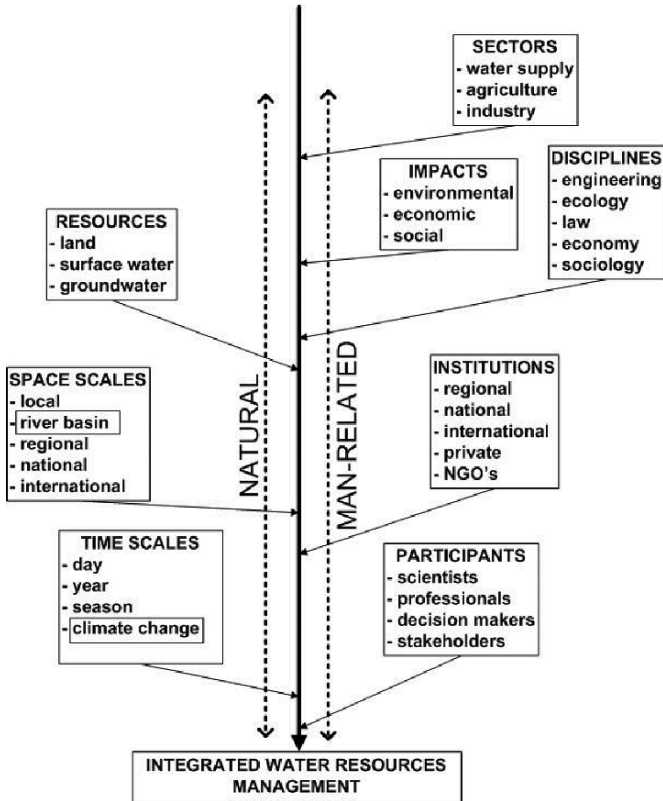 SECTORS
- water supply
- agriculture
- industry
DISCIPLINES
- engineering
- ecology
- law
- economy
- sociology
IMPACTS
- environmental
- economic
- social
RESOURCES
- land
- surface water
- groundwater
NATURAL
MAN-RELATED
SPACE SCALES
- local
- river basin
- regional
- national
- international
INSTITUTIONS
- regional
- national
- international
- private
- NGO's
TIME SCALES
- day
- year
- season
- climate change
PARTICIPANTS
- scientists
- professionals
- decision makers
- stakeholders
INTEGRATED WATER RESOURCES
MANAGEMENT